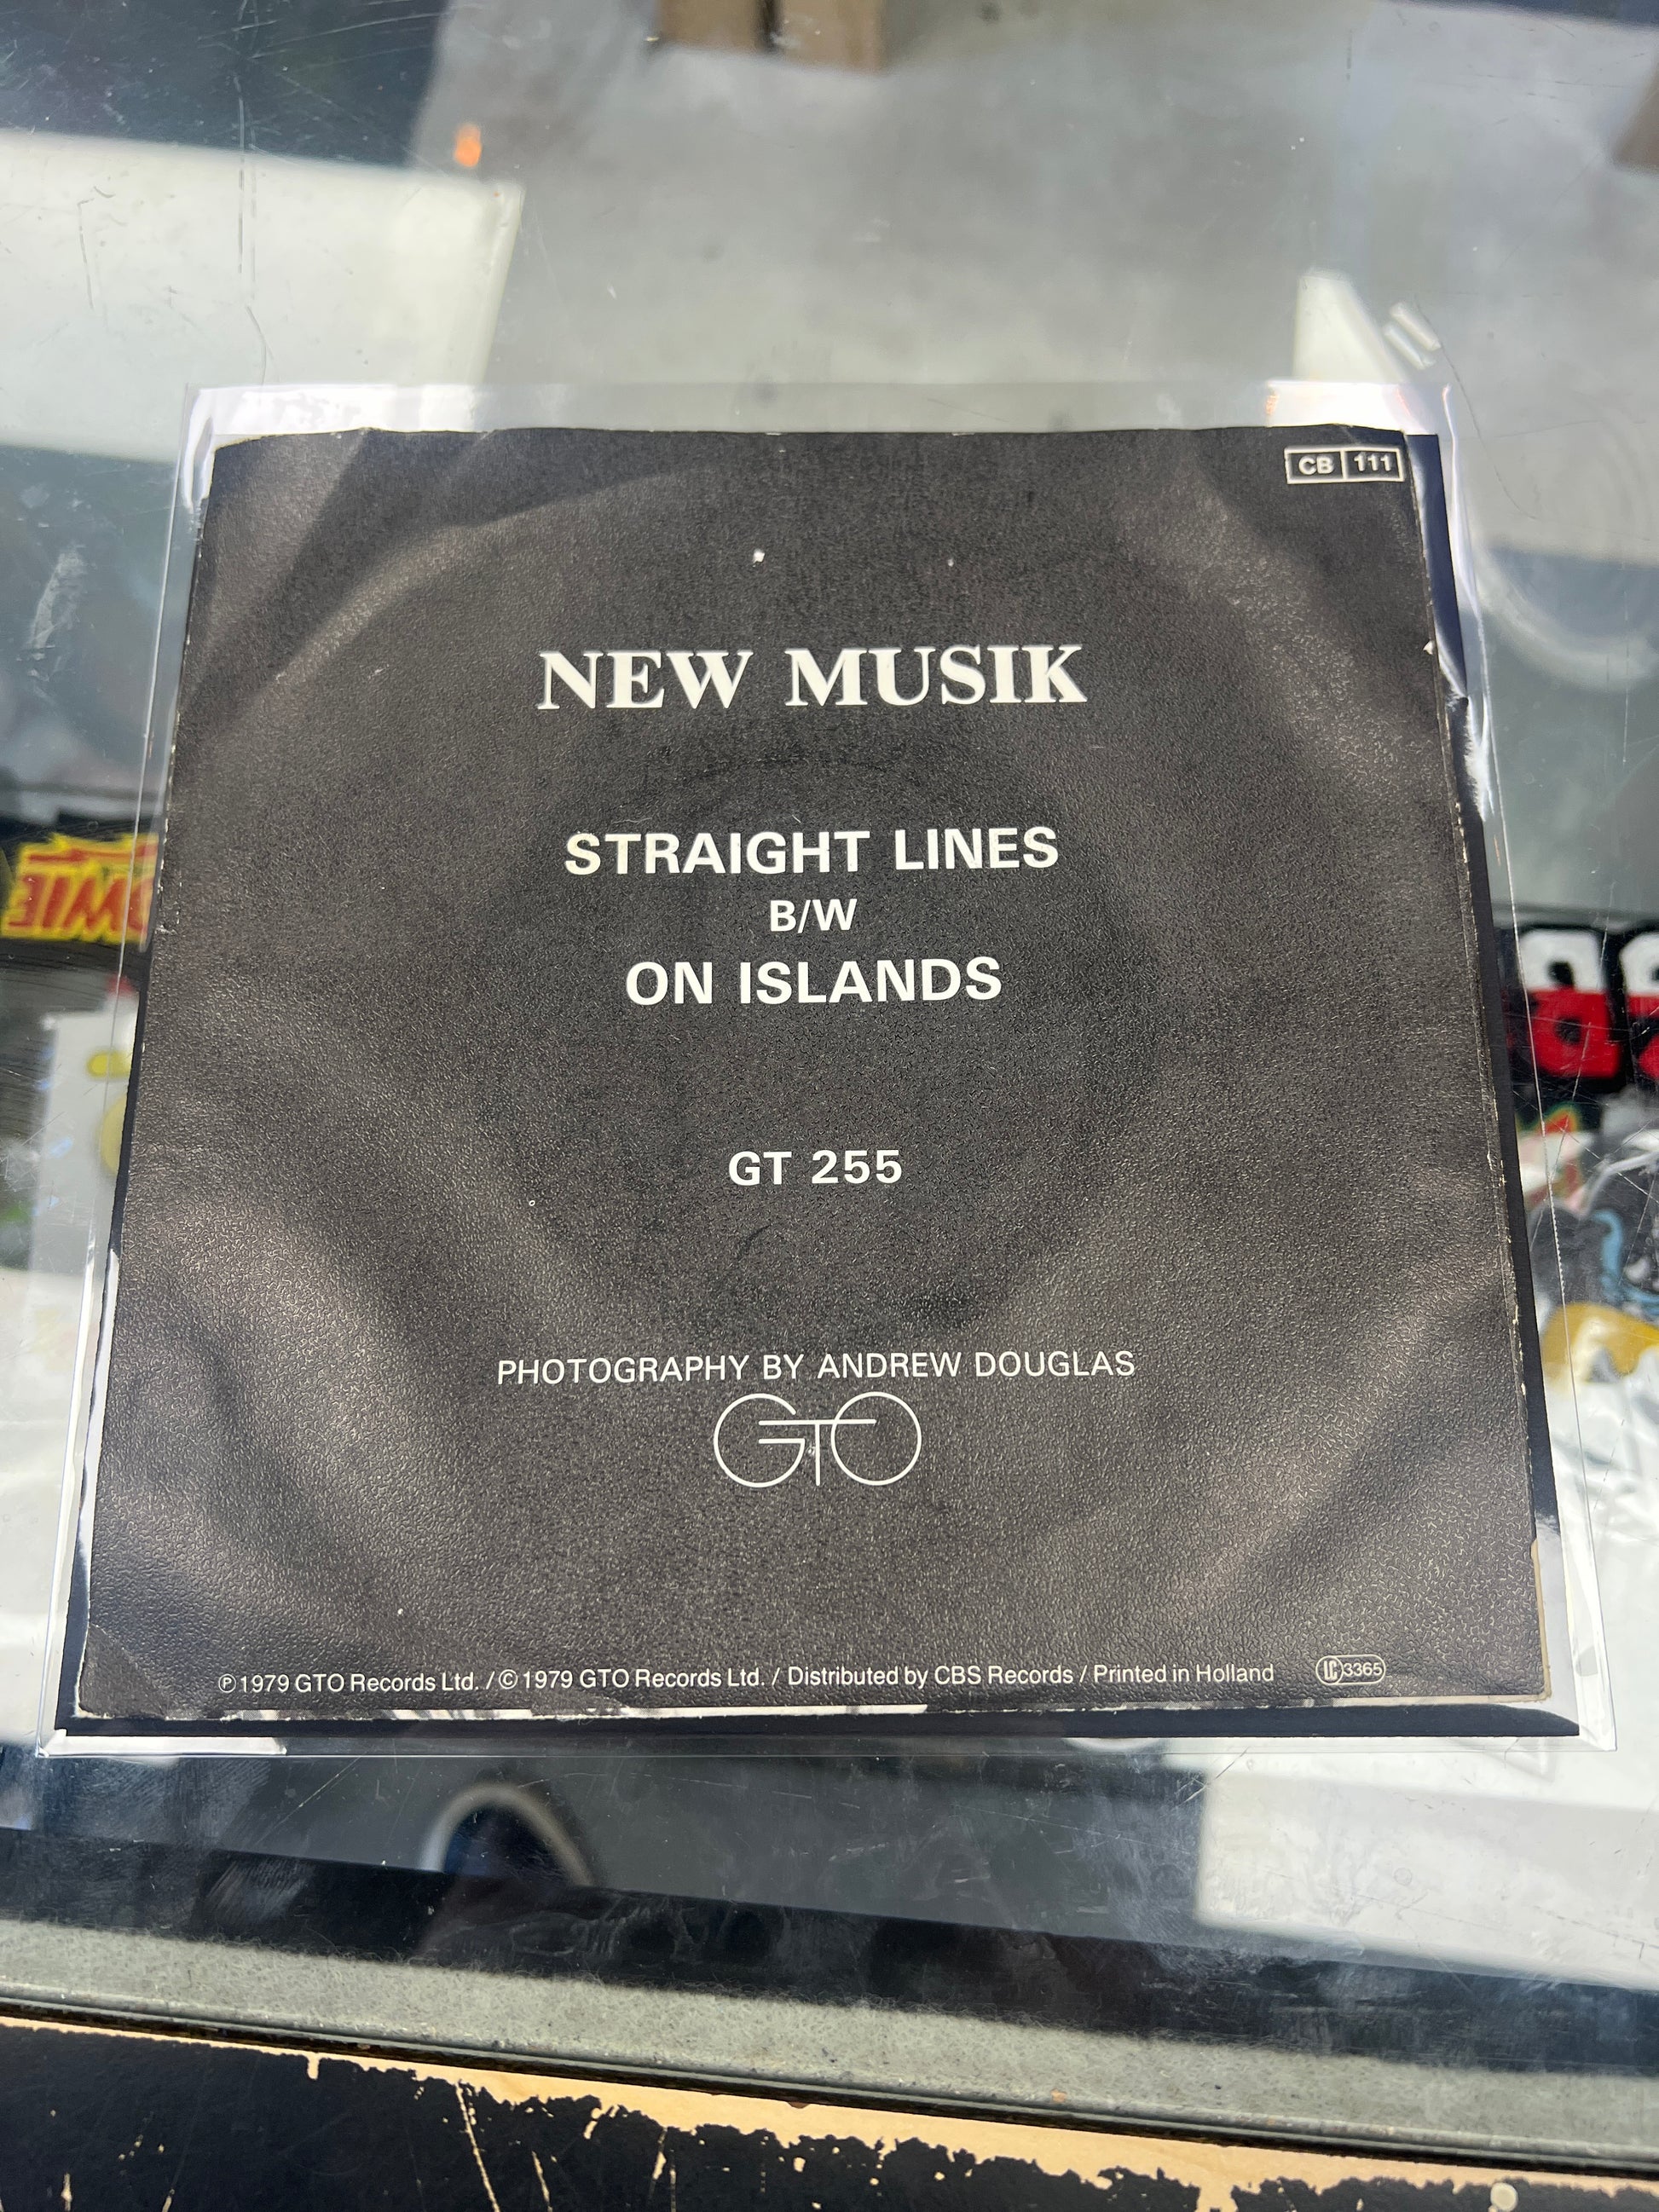 CB 111
NEW MUSIK
STRAIGHT LINES
B/W
ON ISLANDS
GT 255
PHOTOGRAPHY BY ANDREW DOUGLAS
GTO
℗ 1979 GTO Records Ltd. / © 1979 GTO Records Ltd. / Distributed by CBS Records / Printed in Holland LC 3365